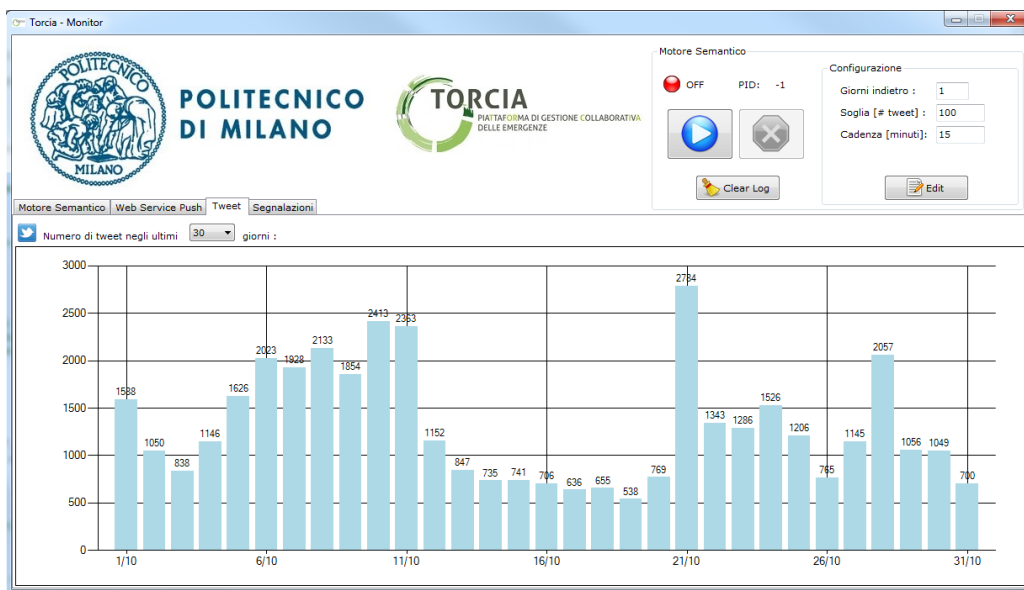 Torcia - Monitor
POLITECNICO
MILANO
POLITECNICO
DI MILANO
TORCIA
PIATTAFORMA DI GESTIONE COLLABORATIVA
DELLE EMERGENZE
Motore Semantico
OFF PID: -1
Clear Log
Configurazione
Giorni indietro : 1
Soglia [# tweet] : 100
Cadenza [minuti]: 15
Edit
Motore Semantico Web Service Push Tweet Segnalazioni
Numero di tweet negli ultimi 30 giorni :
3000
2500
2000
1500
1000
500
0
1588
1050
838
1146
1626
2023
1928
2133
1854
2413
2363
1152
847
735
741
706
636
655
538
769
2784
1343
1286
1526
1206
765
1145
2057
1056
1049
700
1/10 6/10 11/10 16/10 21/10 26/10 31/10